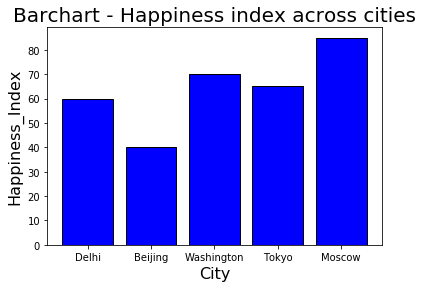 Barchart - Happiness index across cities
Happiness_Index
80
70
60
50
40
30
20
10
0
Delhi Beijing Washington Tokyo Moscow
City